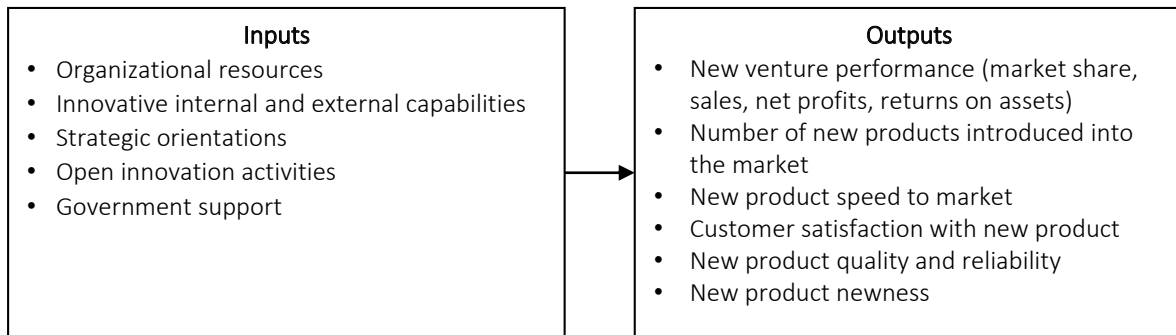 Inputs
• Organizational resources
• Innovative internal and external capabilities
• Strategic orientations
• Open innovation activities
• Government support
Outputs
• New venture performance (market share,
sales, net profits, returns on assets)
• Number of new products introduced into
the market
• New product speed to market
• Customer satisfaction with new product
• New product quality and reliability
• New product newness